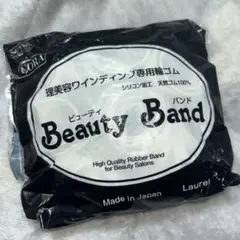 KORA
理美容ワインディング専用輪ゴム
シリコン加工 天然ゴム100%
ビューティ バンド
Beauty Band
High Quality Rubber Band
for Beauty Salons
Made in Japan Laurel